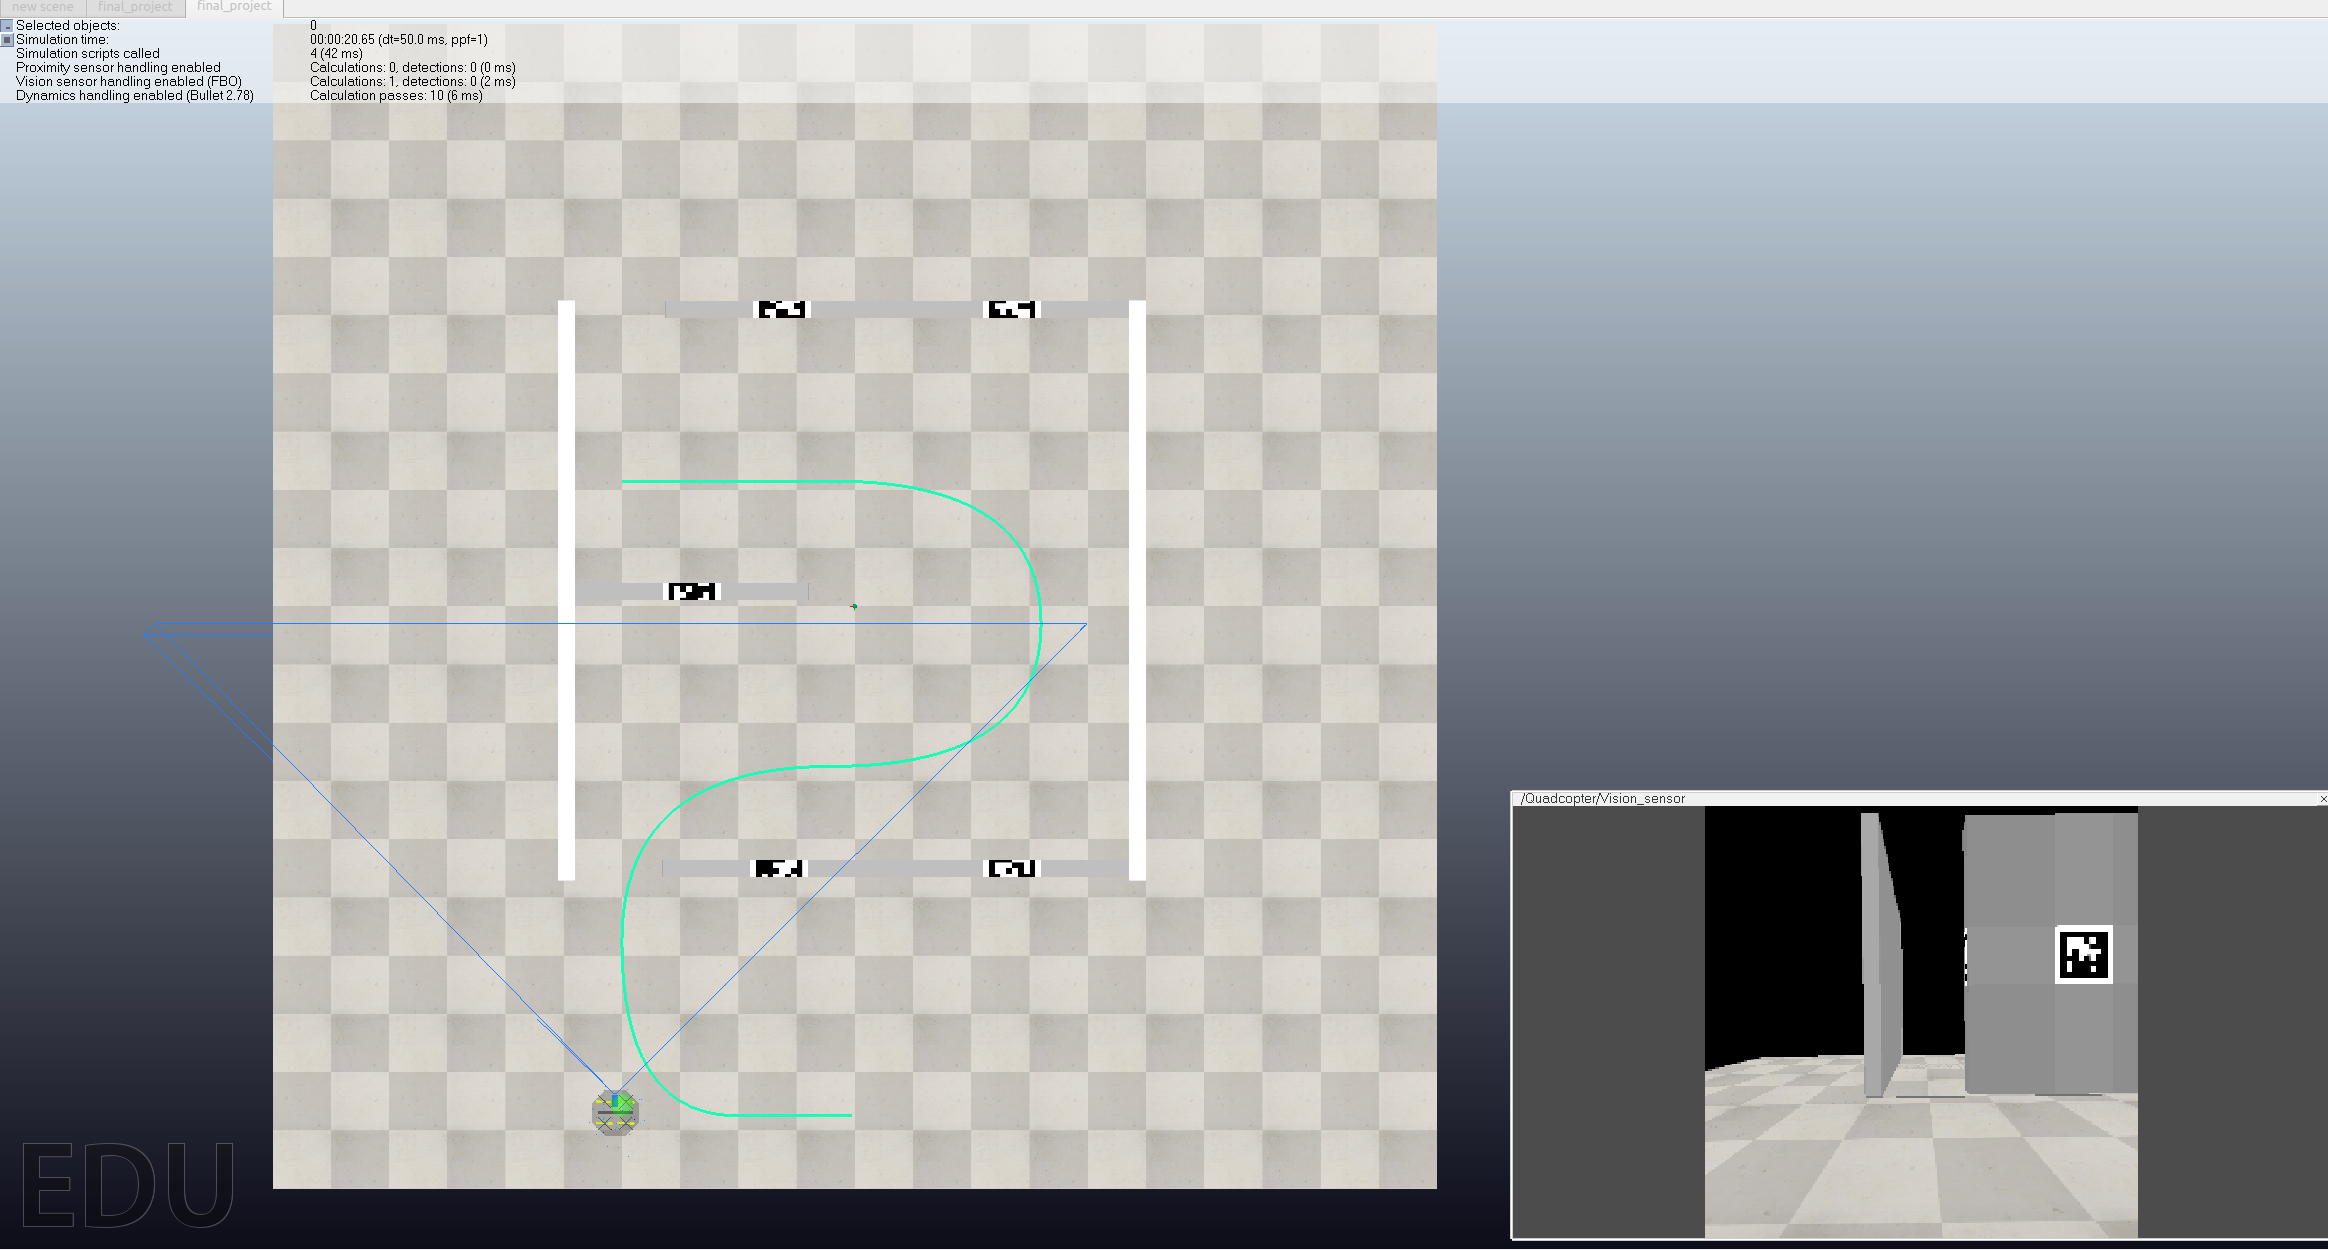 new scene final_project final_project
Selected objects: 0
Simulation time: 00:00:20.65 (dt=50.0 ms, ppf=1)
Simulation scripts called 4 (42 ms)
Proximity sensor handling enabled Calculations: 0, detections: 0 (0 ms)
Vision sensor handling enabled (FBO) Calculations: 1, detections: 0 (2 ms)
Dynamics handling enabled (Bullet 2.78) Calculation passes: 10 (6 ms)
/Quadcopter/Vision_sensor
EDU